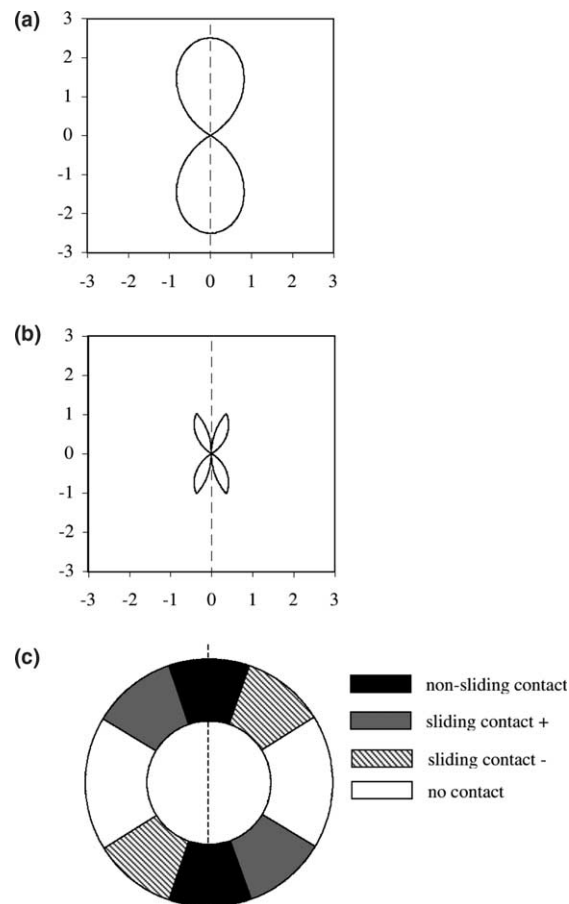 (a)
3
2
1
0
-1
-2
-3
-3 -2 -1 0 1 2 3
(b)
3
2
1
0
-1
-2
-3
-3 -2 -1 0 1 2 3
(c)
non-sliding contact
sliding contact +
sliding contact -
no contact